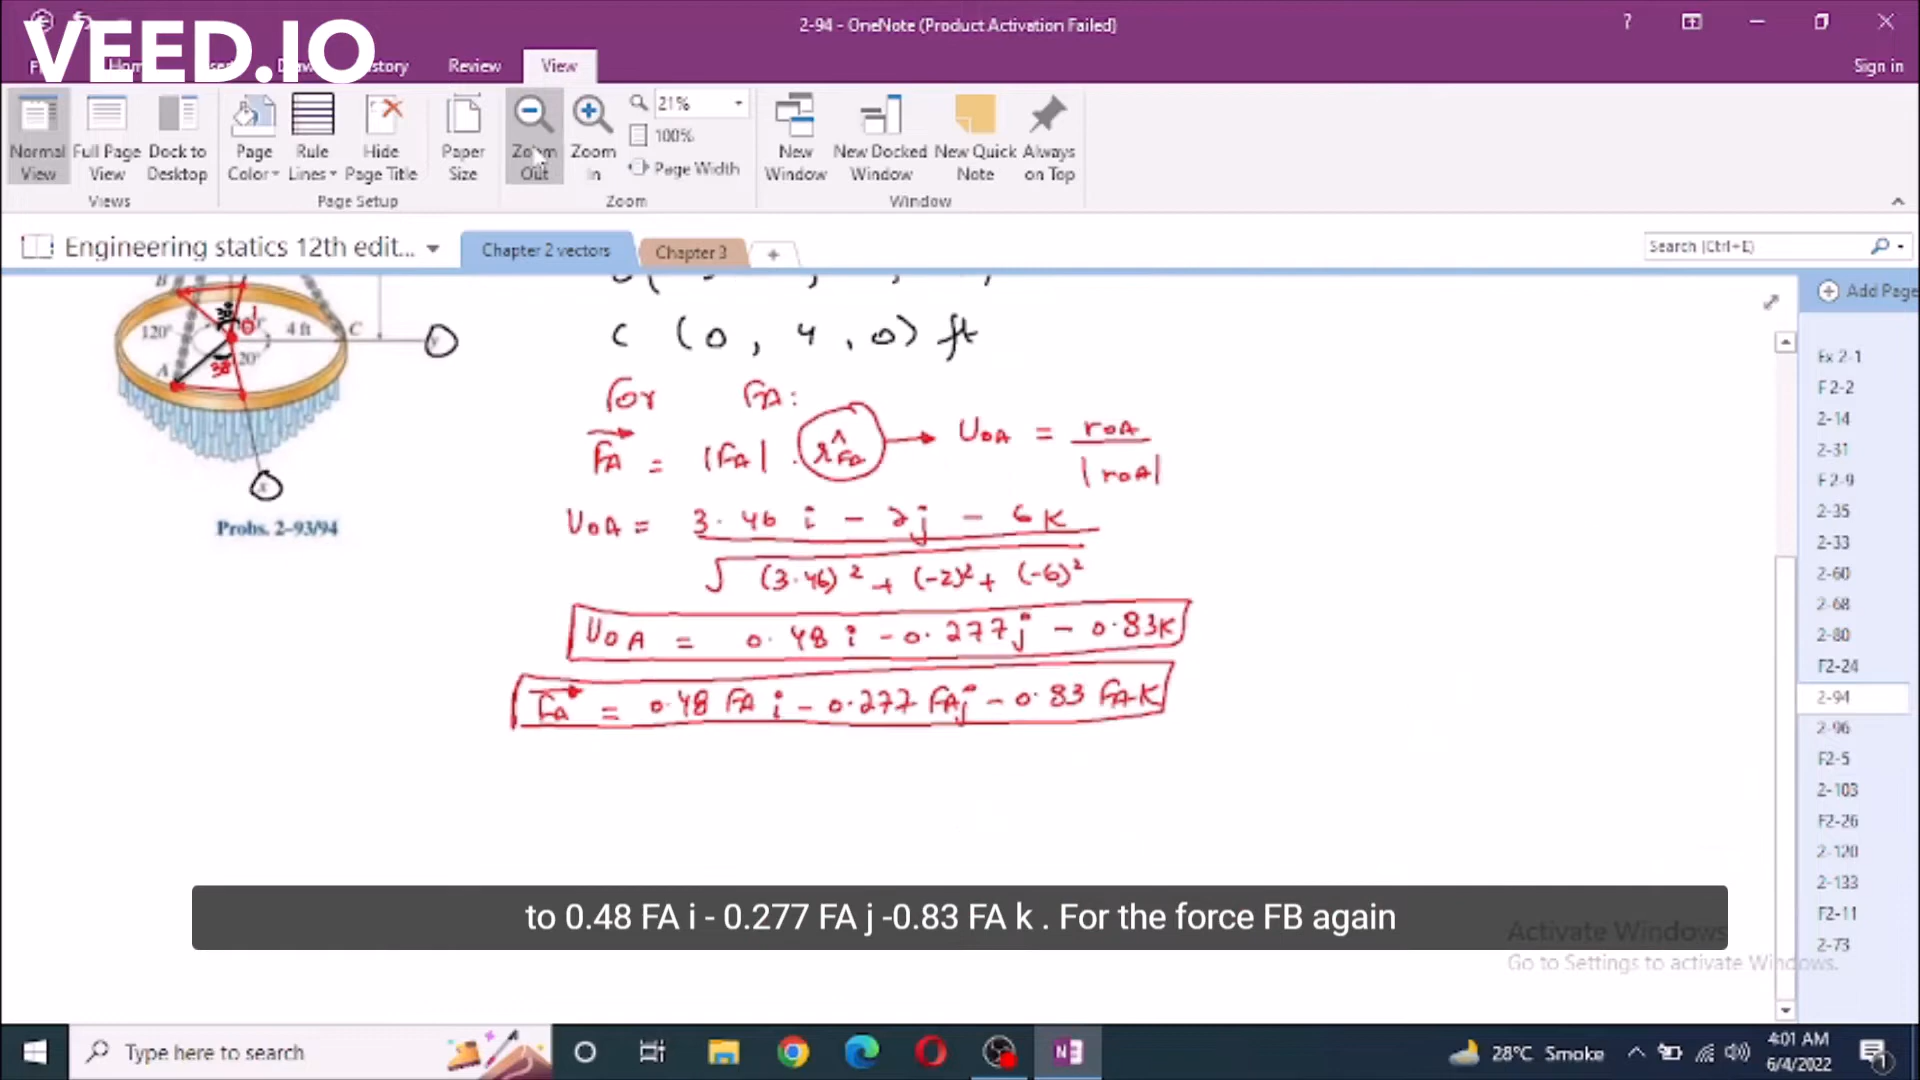 VEED.IO
2-94 - OneNote (Product Activation Failed)
?
Review
View
Sign in
Normal View
Full Page View
Dock to Desktop
Page Color
Rule Lines
Hide Page Title
Paper Size
Zoom Out
Zoom In
21%
100%
Page Width
New Window
New Docked Window
New Quick Note
Always on Top
Views
Page Setup
Zoom
Window
Engineering statics 12th edit...
Chapter 2 vectors
Chapter 3
+
Search (Ctrl+E)
Add Page
B
120°
4 ft
C
A
x
Probs. 2–93/94
C (0, 4, 0) ft
For FA:
FA = |FA| . r̂FA → UOA = rOA / |rOA|
UOA = 3.46 i - 2j - 6 K
√ (3.46)² + (-2)² + (-6)²
UOA = 0.48 i - 0.277j - 0.83K
FA = 0.48 FA i - 0.277 FAj - 0.83 FA K
Ex 2-1
F 2-2
2-14
2-31
F 2-9
2-35
2-33
2-60
2-68
2-80
F2-24
2-94
2-96
F2-5
2-103
F2-26
2-120
2-133
F2-11
2-73
to 0.48 FA i - 0.277 FA j -0.83 FA k . For the force FB again
Activate Windows
Go to Settings to activate Windows.
Type here to search
28°C Smoke
4:01 AM
6/4/2022